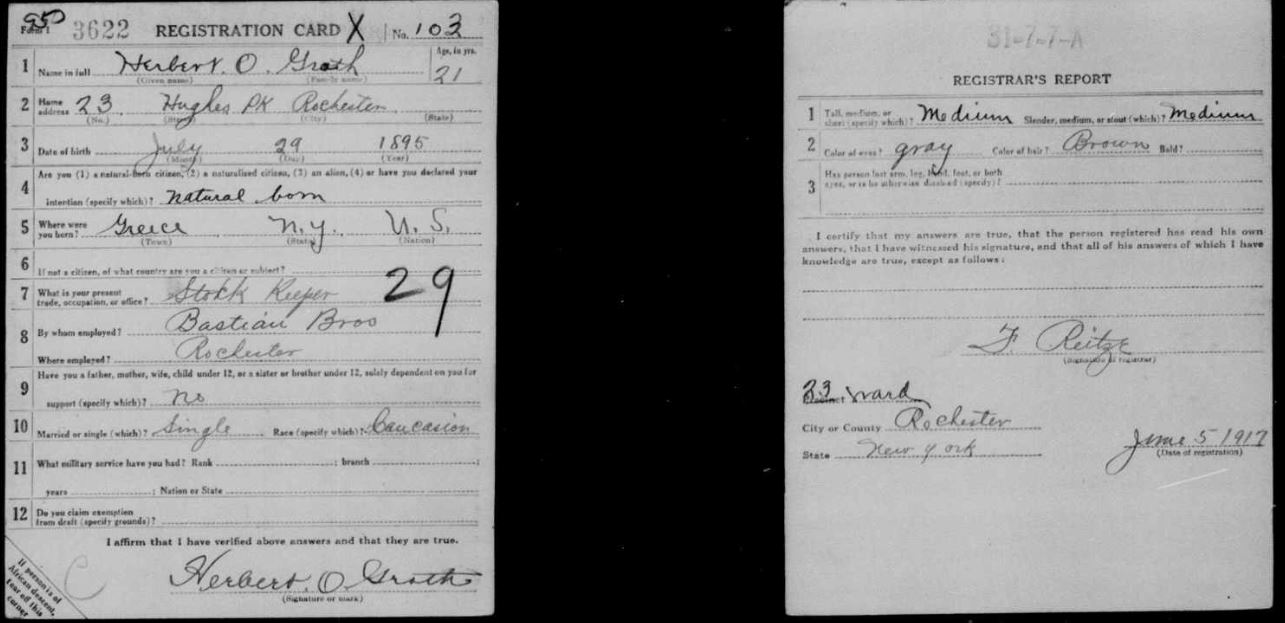 950
Form 1 3622 REGISTRATION CARD X No. 103
1 Name in full Herbert. O. Groth Age, in yrs. 21
(Given name) (Family name)
2 Home address 23 Hughes PK Rochester
(No.) (Street) (City) (State)
3 Date of birth July 29 1895
(Month) (Day) (Year)
4 Are you (1) a natural-born citizen, (2) a naturalized citizen, (3) an alien, (4) or have you declared your
intention (specify which)? natural born
5 Where were you born? Greece N.Y. U.S.
(Town) (State) (Nation)
6 If not a citizen, of what country are you a citizen or subject?
7 What is your present trade, occupation, or office? Stock Keeper 29
8 By whom employed? Bastian Bros
Where employed? Rochester
9 Have you a father, mother, wife, child under 12, or a sister or brother under 12, solely dependent on you for
support (specify which)? no
10 Married or single (which)? Single Race (specify which)? Caucasion
11 What military service have you had? Rank ; branch ;
years ; Nation or State
12 Do you claim exemption from draft (specify grounds)?
I affirm that I have verified above answers and that they are true.
Herbert. O. Groth
(Signature or mark)
If person is of
African descent,
tear off this
corner
C
31-7-7-A
REGISTRAR'S REPORT
1 Tall, medium, or short (specify which)? Medium Slender, medium, or stout (which)? Medium
2 Color of eyes? gray Color of hair? Brown Bald?
3 Has person lost arm, leg, hand, foot, or both
eyes, or is he otherwise disabled (specify)?
I certify that my answers are true, that the person registered has read his own
answers, that I have witnessed his signature, and that all of his answers of which I have
knowledge are true, except as follows:
F. Reitze
(Signature of registrar)
23 ward
Precinct
City or County Rochester
State New York
June 5 1917
(Date of registration)